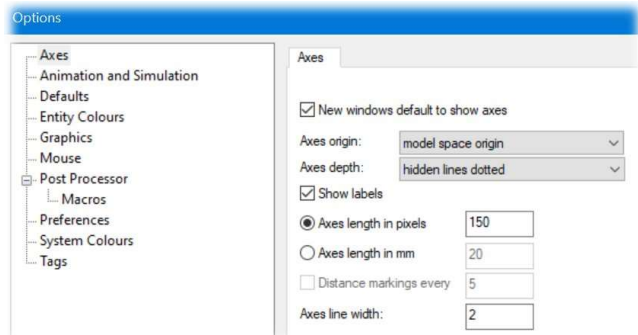 Options
Axes
Animation and Simulation
Defaults
Entity Colours
Graphics
Mouse
Post Processor
Macros
Preferences
System Colours
Tags
Axes
New windows default to show axes
Axes origin: model space origin
Axes depth: hidden lines dotted
Show labels
Axes length in pixels 150
Axes length in mm 20
Distance markings every 5
Axes line width: 2